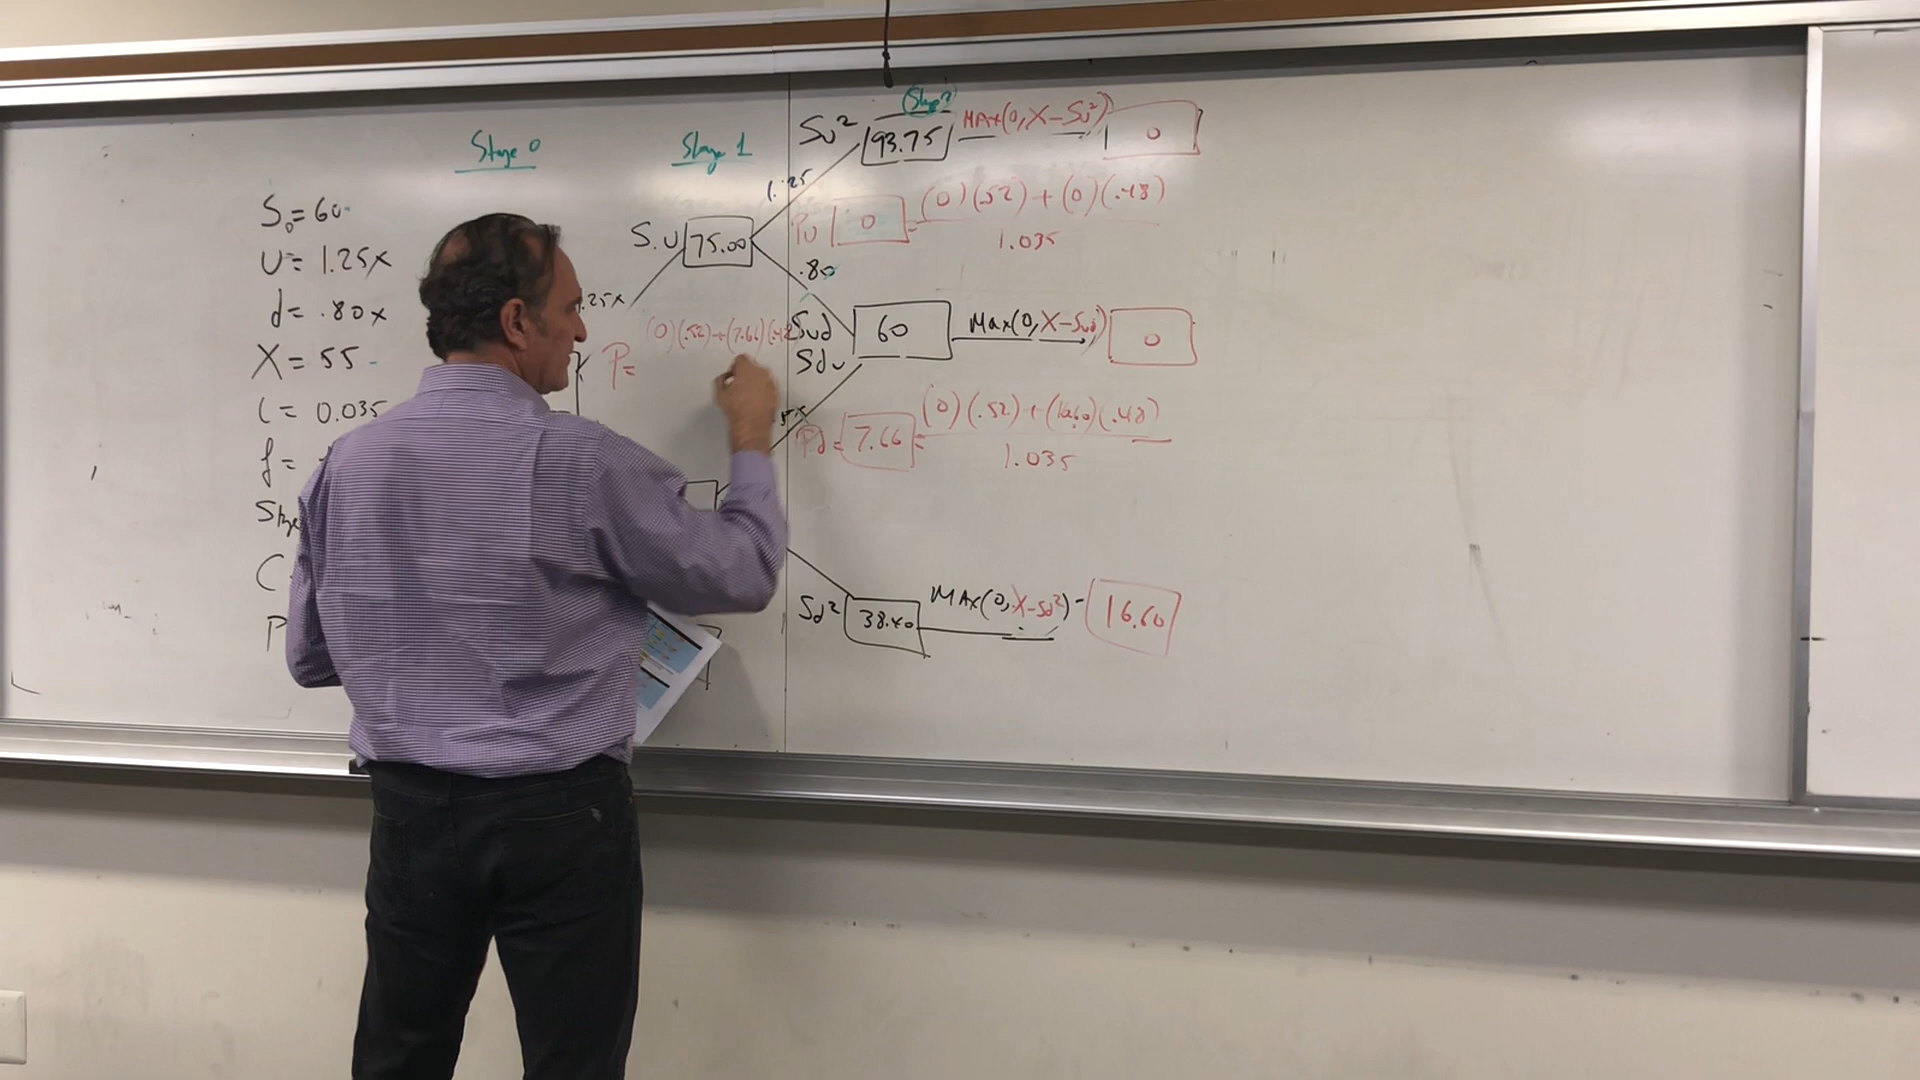 Stage 0
Stage 1
Stage 2
S₀ = 60
U = 1.25x
d = .80x
X = 55
i = 0.035
f =
Stage
C
P
S.U 75.00
1.25
.80
.25x
P = (0)(.52)+(7.66)(.48
Su² 93.75 MAX(0, X-Su²) 0
Pu 0 = (0)(.52) + (0)(.48)
1.035
Sud
Sdu
60 Max(0, X-Sud) 0
Pd = 7.66 = (0)(.52) + (16.60)(.48)
1.035
Sd² 38.40 MAX(0, X-Sd²) - 16.60